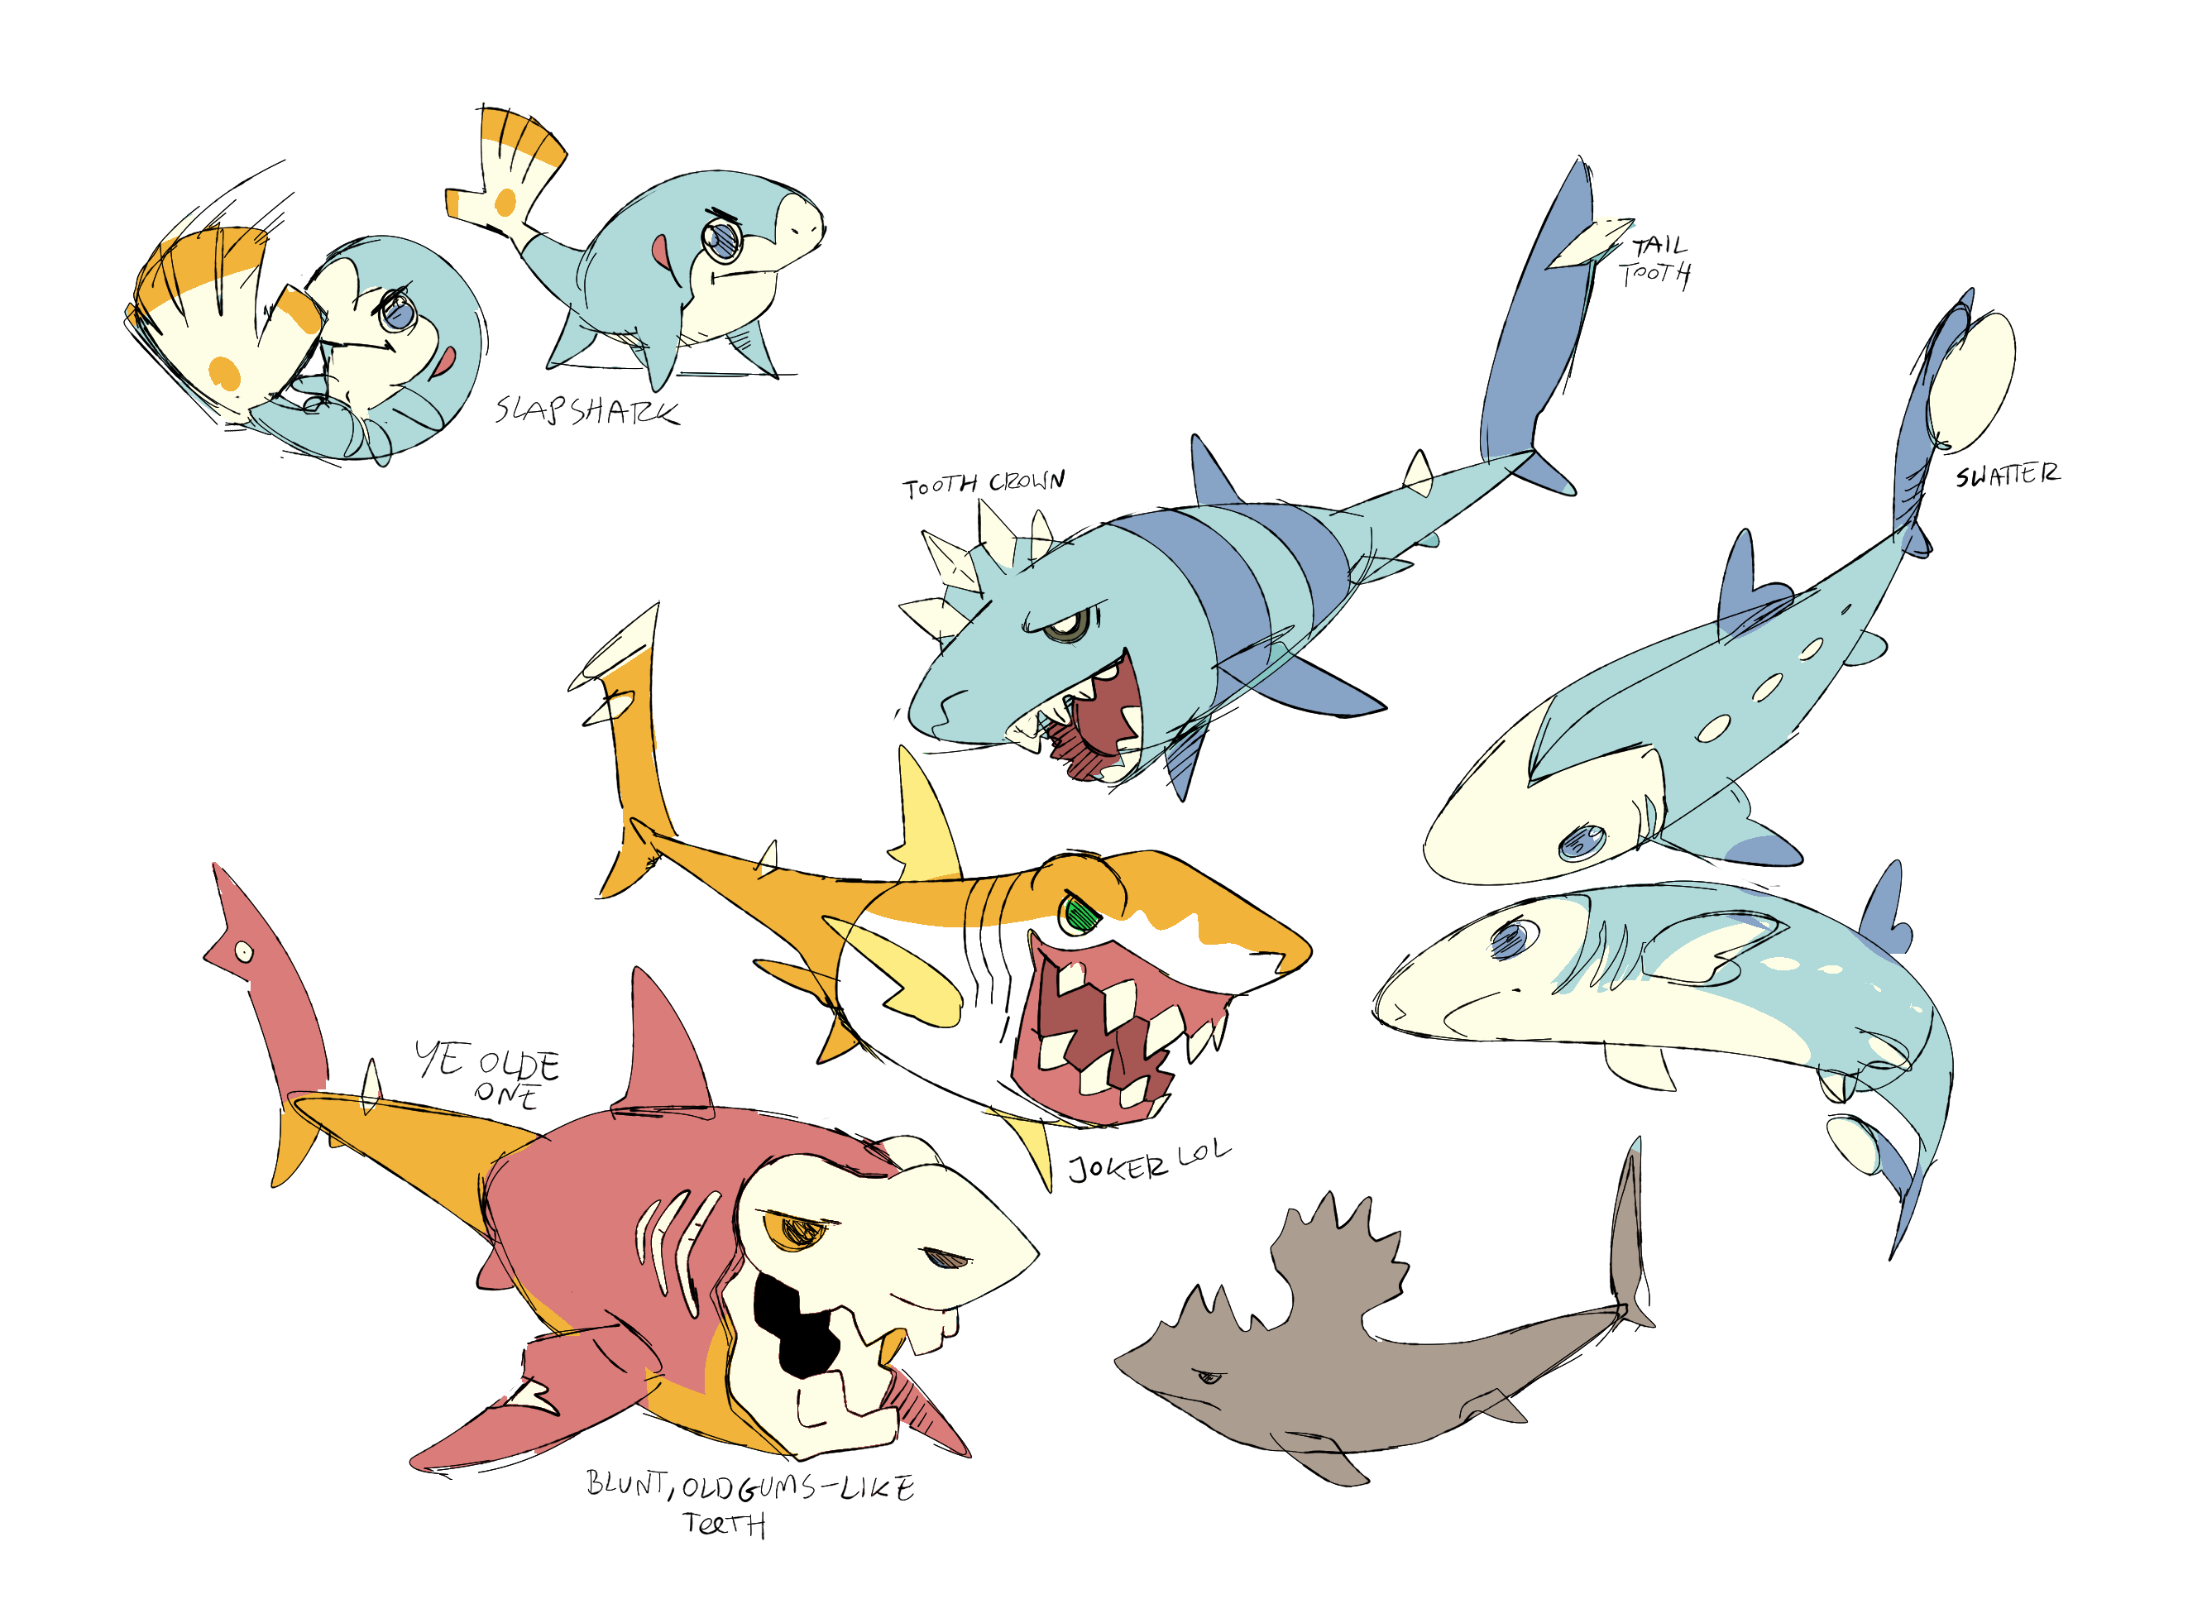 SLAPSHARK
TAIL
TOOTH
TOOTH CROWN
SWATTER
YE OLDE
ONE
JOKER LOL
BLUNT, OLD GUMS-LIKE
TeeTH